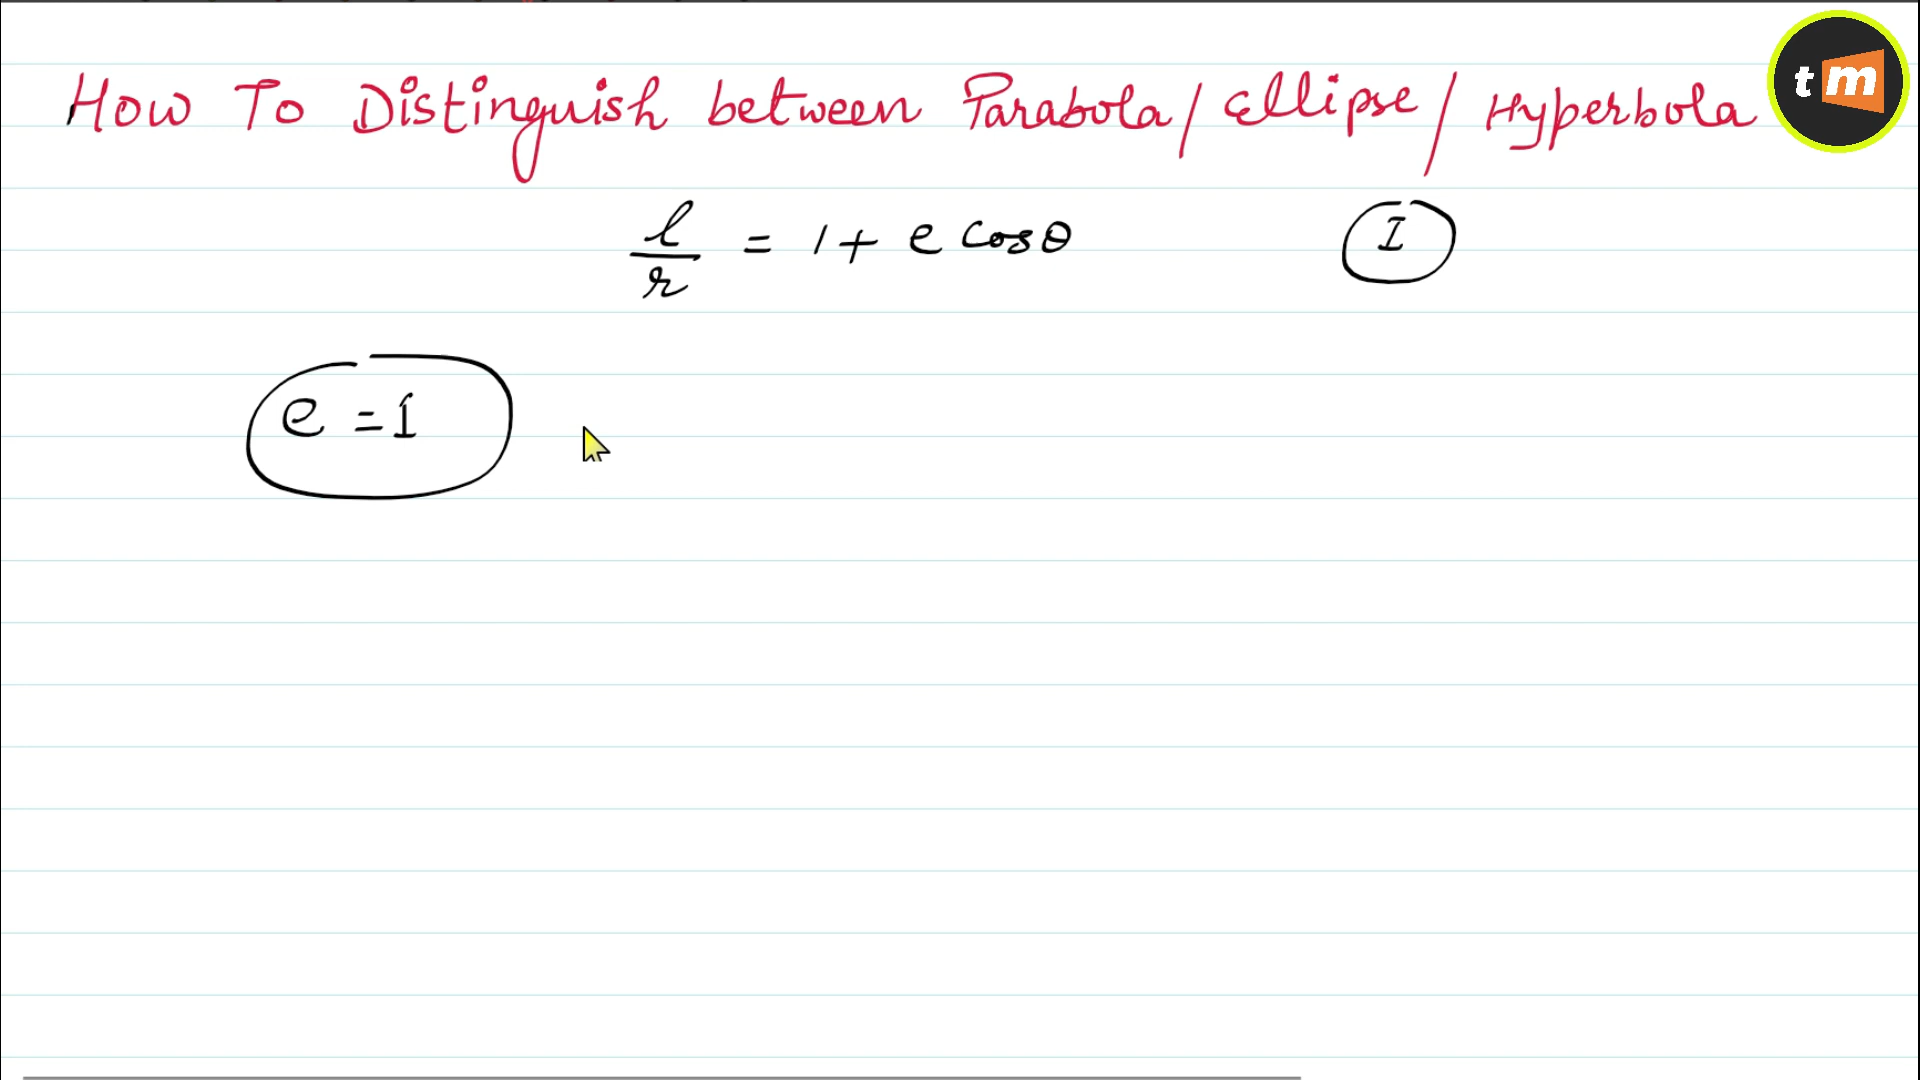 How To Distinguish between Parabola/Ellipse/Hyperbola
tm
l/r = 1 + e cosθ
I
e = 1